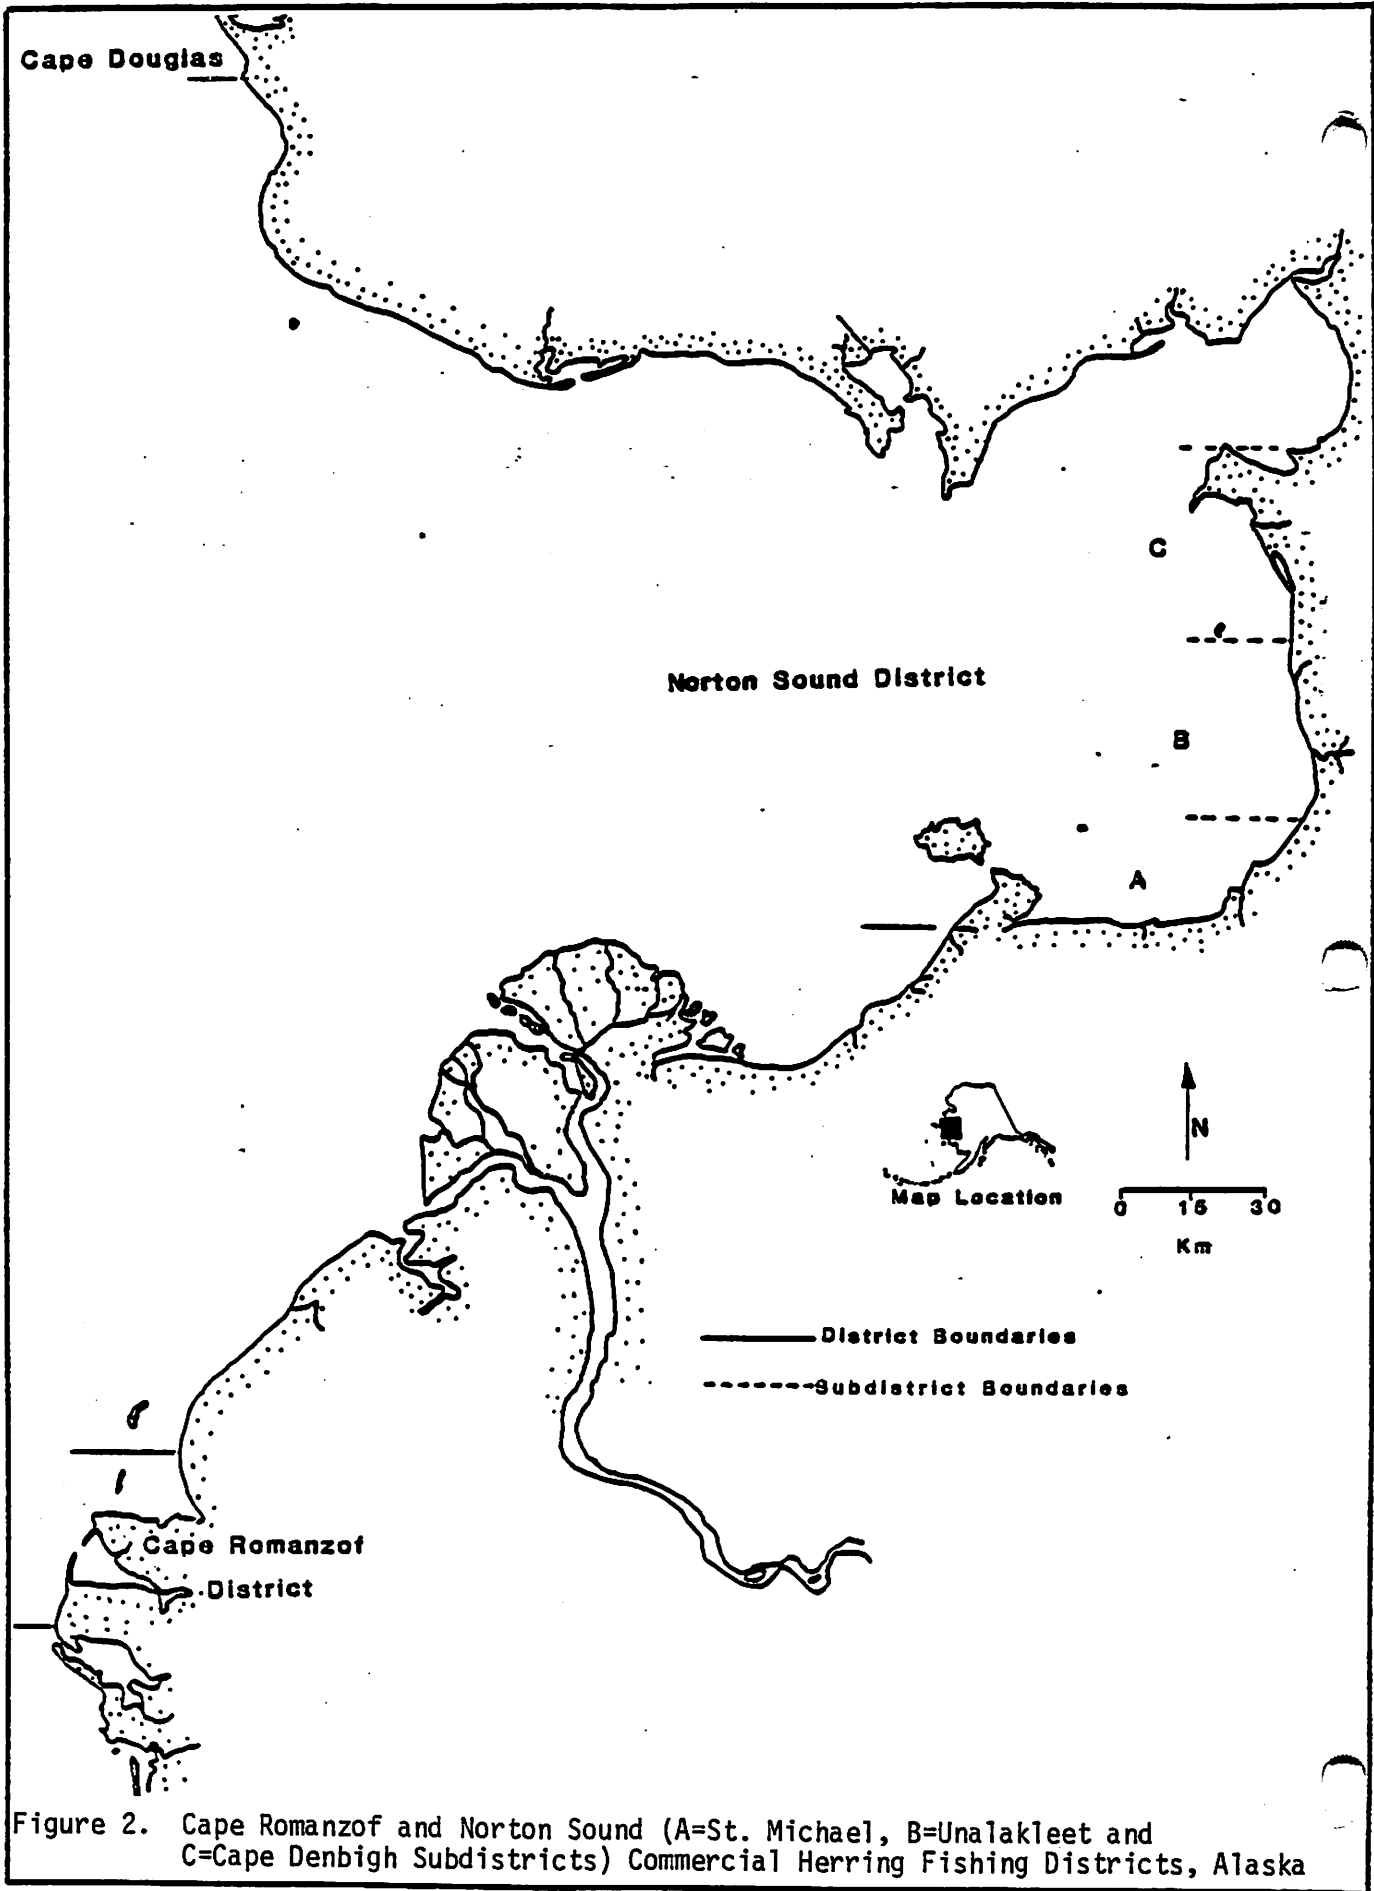 Cape Douglas
C
Norton Sound District
B
A
N
Map Location
0 15 30
Km
District Boundaries
Subdistrict Boundaries
Cape Romanzof
District
Figure 2. Cape Romanzof and Norton Sound (A=St. Michael, B=Unalakleet and
C=Cape Denbigh Subdistricts) Commercial Herring Fishing Districts, Alaska